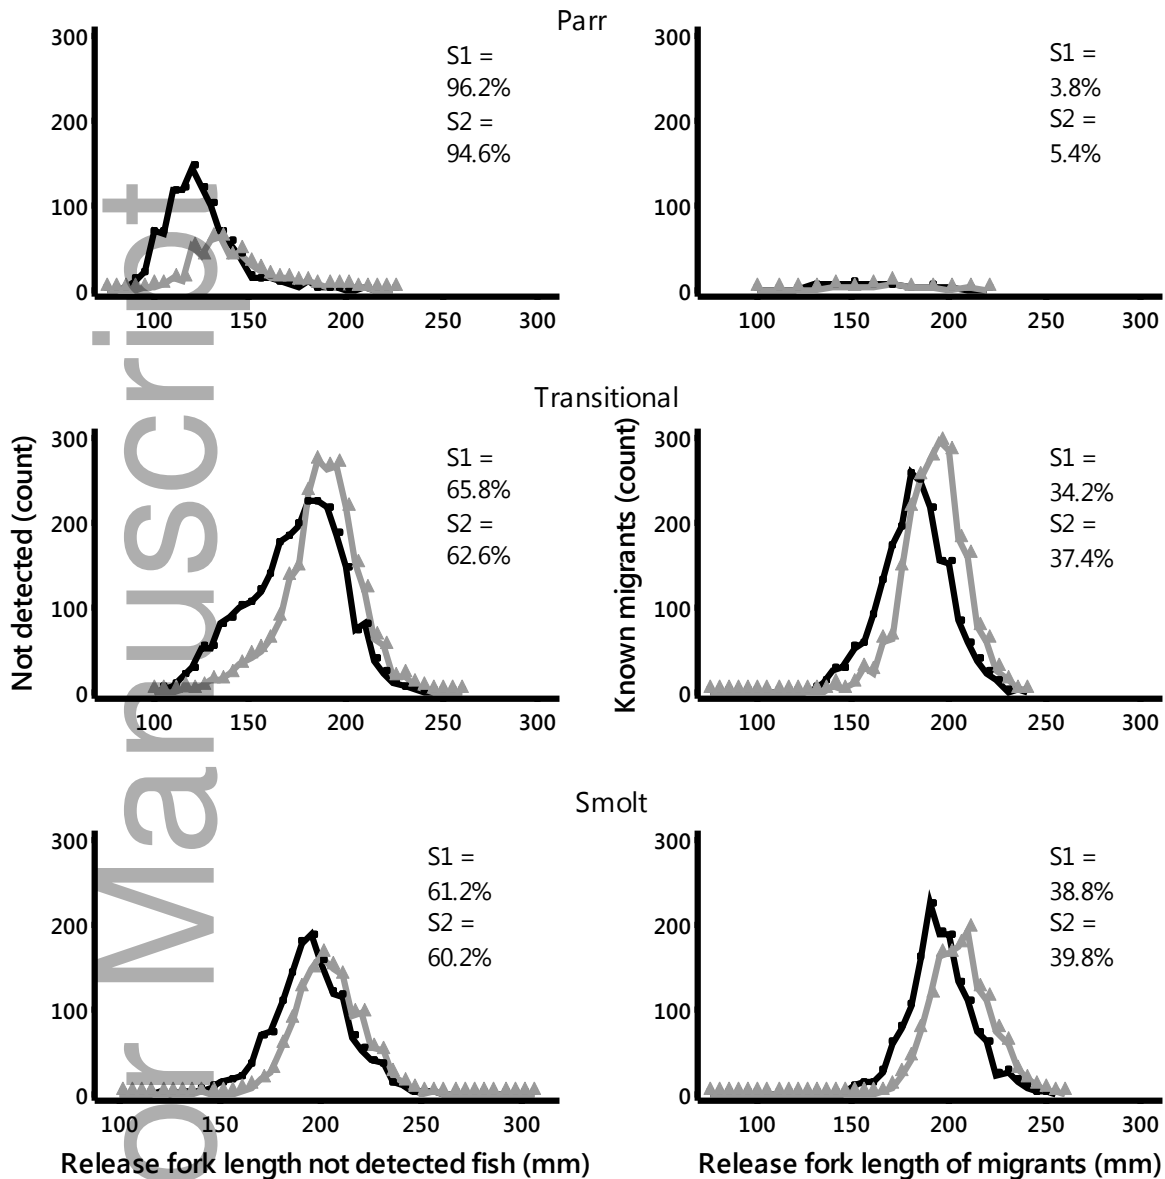 Parr
300
200
100
0
S1 =
96.2%
S2 =
94.6%
100 150 200 250 300
300
200
100
0
S1 =
3.8%
S2 =
5.4%
100 150 200 250 300
Transitional
Not detected (count)
300
200
100
0
S1 =
65.8%
S2 =
62.6%
100 150 200 250 300
Known migrants (count)
300
200
100
0
S1 =
34.2%
S2 =
37.4%
100 150 200 250 300
Smolt
300
200
100
0
S1 =
61.2%
S2 =
60.2%
100 150 200 250 300
Release fork length not detected fish (mm)
300
200
100
0
S1 =
38.8%
S2 =
39.8%
100 150 200 250 300
Release fork length of migrants (mm)
or Manuscript